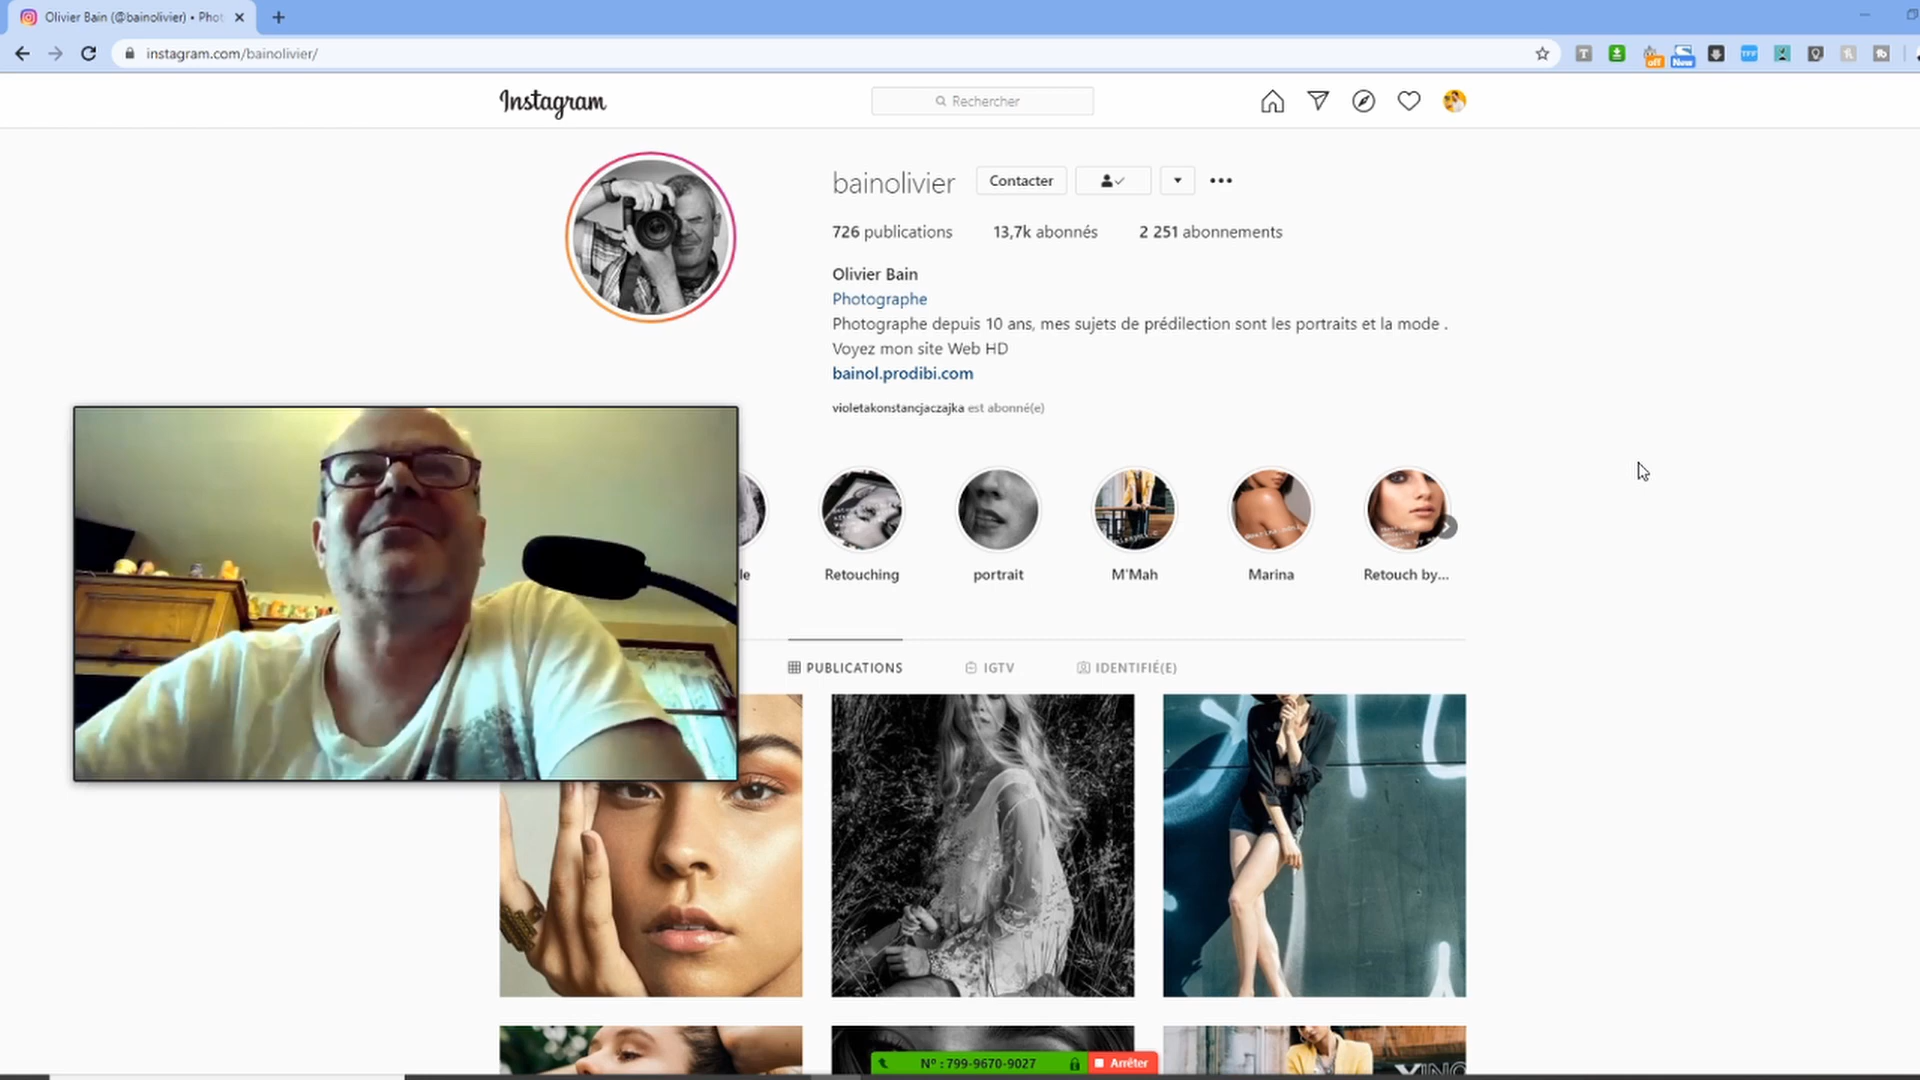 Olivier Bain (@bainolivier) • Phot
instagram.com/bainolivier/
off
New
Instagram
Rechercher
bainolivier
Contacter
726 publications
13,7k abonnés
2 251 abonnements
Olivier Bain
Photographe
Photographe depuis 10 ans, mes sujets de prédilection sont les portraits et la mode .
Voyez mon site Web HD
bainol.prodibi.com
violetakonstancjaczajka est abonné(e)
le
Retouching
portrait
M'Mah
Marina
Retouch by...
PUBLICATIONS
IGTV
IDENTIFIÉ(E)
N° : 799-9670-9027
Arrêter